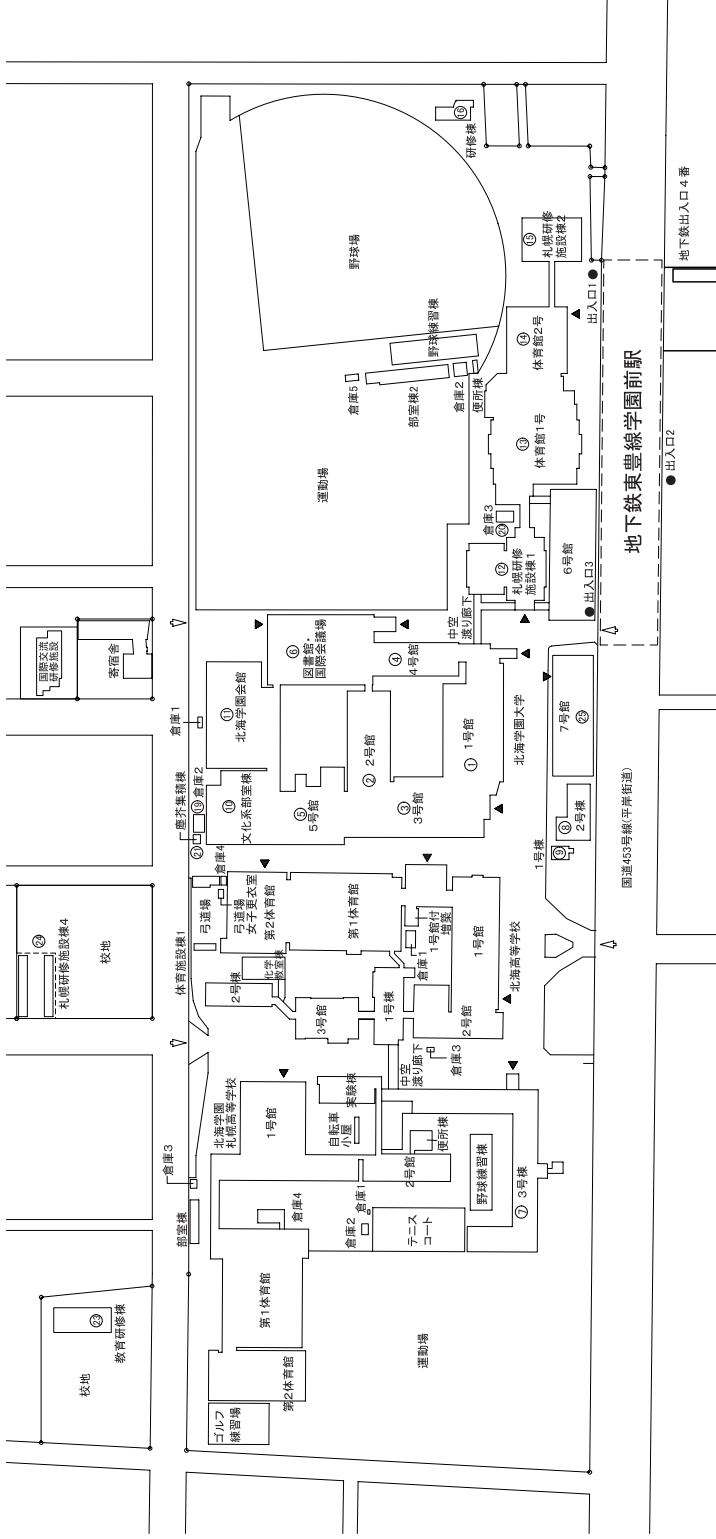 ⑯
研修棟
野球場
⑮
札幌研修
施設棟2
地下鉄出入口4番
出入口1
野球練習棟
⑭
体育館2号
倉庫5
部室棟2
倉庫2
便所棟
地下鉄東豊線学園前駅
運動場
⑬
体育館1号
出入口2
倉庫3
⑳
⑫
札幌研修
施設棟1
6号館
出入口3
国際交流
研修施設
寄宿舎
⑥
図書館・
国際会議場
④
4号館
中空
渡り廊下
倉庫1
⑪
北海学園会館
②
2号館
①
1号館
北海学園大学
7号館
㉕
塵芥集積棟
⑲
倉庫2
㉑
⑩
文化系部室棟
⑤
5号館
③
3号館
⑧
2号棟
⑨
1号棟
国道453号線(平岸街道)
倉庫4
弓道場
弓道場
女子更衣室
第2体育館
第1体育館
1号館付
増築
倉庫1
1号館
北海高等学校
㉔
札幌研修施設棟4
校地
体育施設棟1
2号棟
化学
教室棟
3号館
1号棟
2号館
中空
渡り廊下
倉庫3
北海学園
札幌高等学校
1号館
実験棟
自転車
小屋
便所棟
2号館
野球練習棟
⑦
3号棟
倉庫3
部室棟
倉庫4
倉庫1
倉庫2
テニス
コート
㉓
教育研修棟
校地
第1体育館
第2体育館
ゴルフ
練習場
運動場